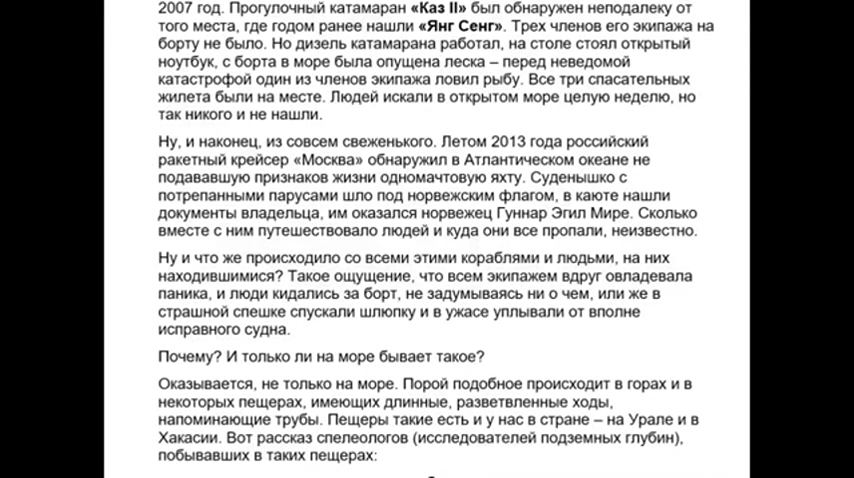 2007 год. Прогулочный катамаран «Каз II» был обнаружен неподалеку от
того места, где годом ранее нашли «Янг Сенг». Трех членов его экипажа на
борту не было. Но дизель катамарана работал, на столе стоял открытый
ноутбук, с борта в море была опущена леска – перед неведомой
катастрофой один из членов экипажа ловил рыбу. Все три спасательных
жилета были на месте. Людей искали в открытом море целую неделю, но
так никого и не нашли.
Ну, и наконец, из совсем свеженького. Летом 2013 года российский
ракетный крейсер «Москва» обнаружил в Атлантическом океане не
подававшую признаков жизни одномачтовую яхту. Суденышко с
потрепанными парусами шло под норвежским флагом, в каюте нашли
документы владельца, им оказался норвежец Гуннар Эгил Мире. Сколько
вместе с ним путешествовало людей и куда они все пропали, неизвестно.
Ну и что же происходило со всеми этими кораблями и людьми, на них
находившимися? Такое ощущение, что всем экипажем вдруг овладевала
паника, и люди кидались за борт, не задумываясь ни о чем, или же в
страшной спешке спускали шлюпку и в ужасе уплывали от вполне
исправного судна.
Почему? И только ли на море бывает такое?
Оказывается, не только на море. Порой подобное происходит в горах и в
некоторых пещерах, имеющих длинные, разветвленные ходы,
напоминающие трубы. Пещеры такие есть и у нас в стране – на Урале и в
Хакасии. Вот рассказ спелеологов (исследователей подземных глубин),
побывавших в таких пещерах: